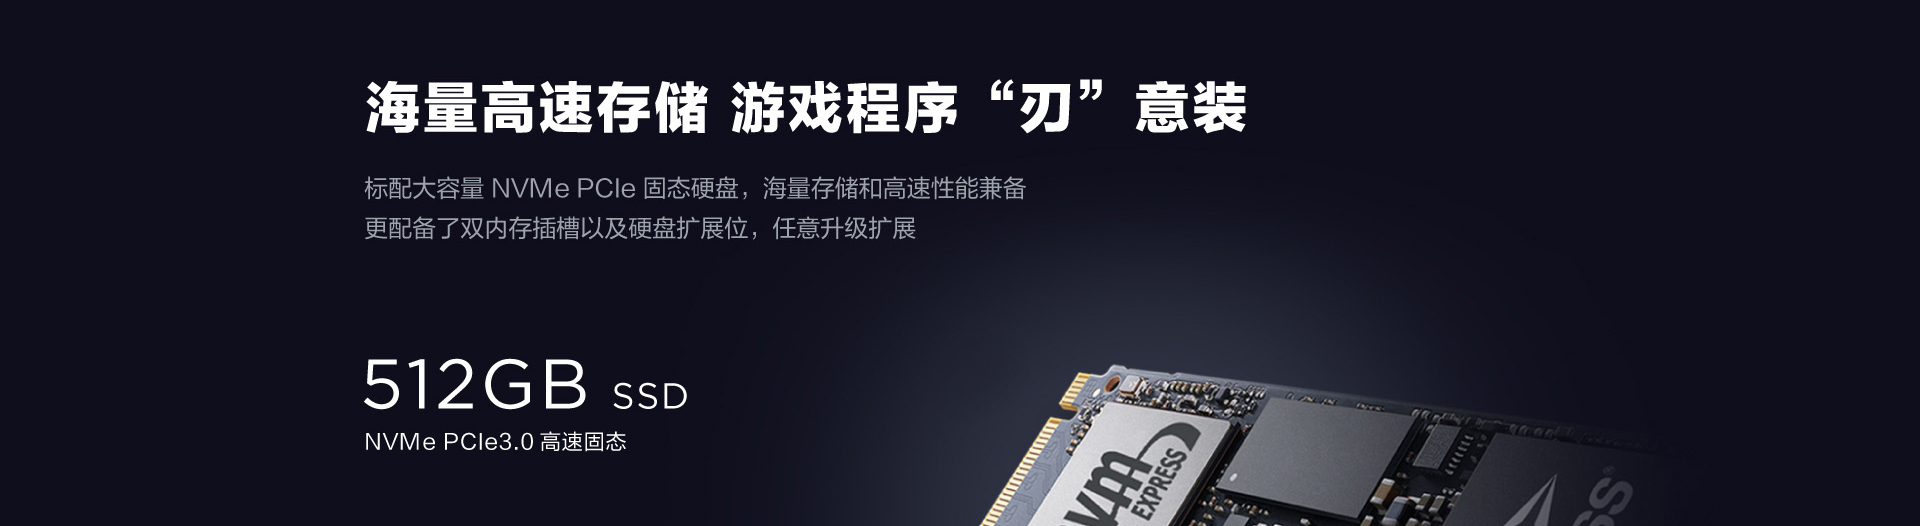 海量高速存储 游戏程序“刃”意装
标配大容量 NVMe PCIe 固态硬盘，海量存储和高速性能兼备
更配备了双内存插槽以及硬盘扩展位，任意升级扩展
512GB SSD
NVMe PCIe3.0 高速固态
NVM
EXPRESS
SS